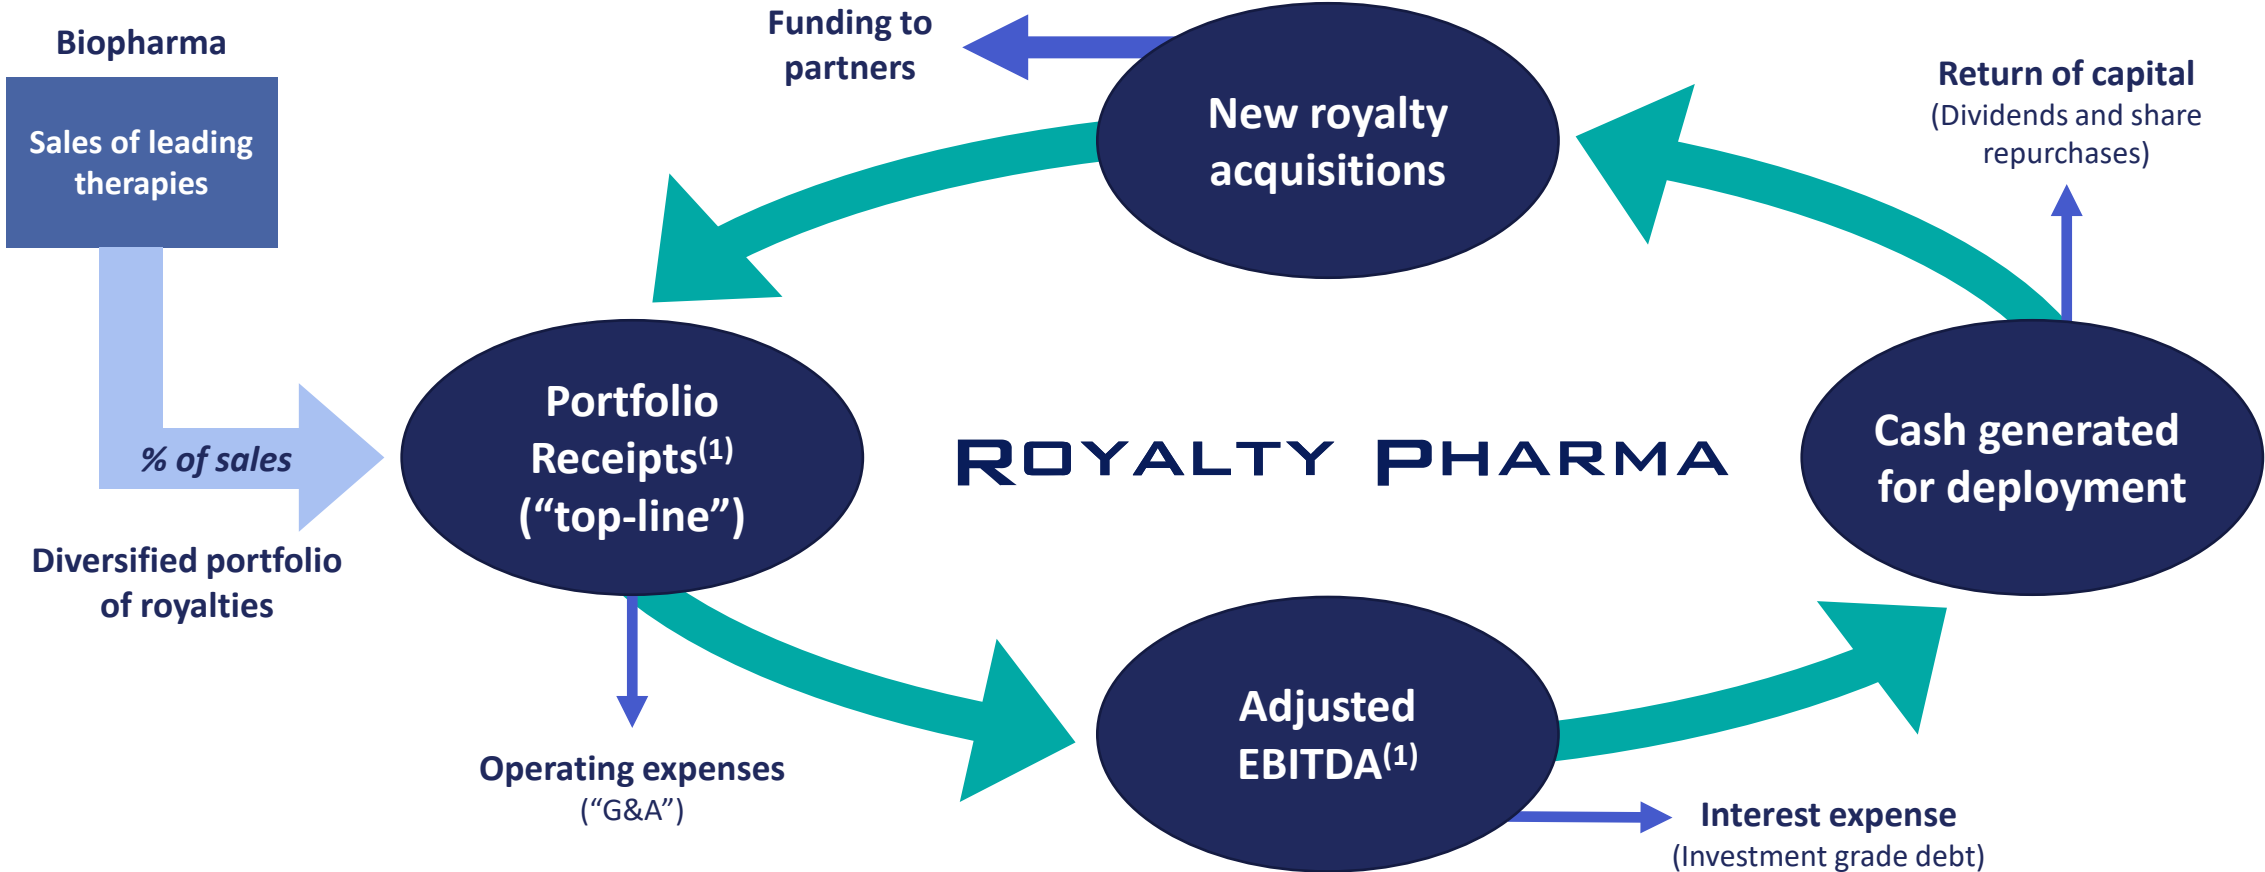 Biopharma
Sales of leading
therapies
% of sales
Diversified portfolio
of royalties
Funding to
partners
New royalty
acquisitions
Return of capital
(Dividends and share
repurchases)
Portfolio
Receipts(1)
(“top-line”)
ROYALTY PHARMA
Cash generated
for deployment
Operating expenses
(“G&A”)
Adjusted
EBITDA(1)
Interest expense
(Investment grade debt)